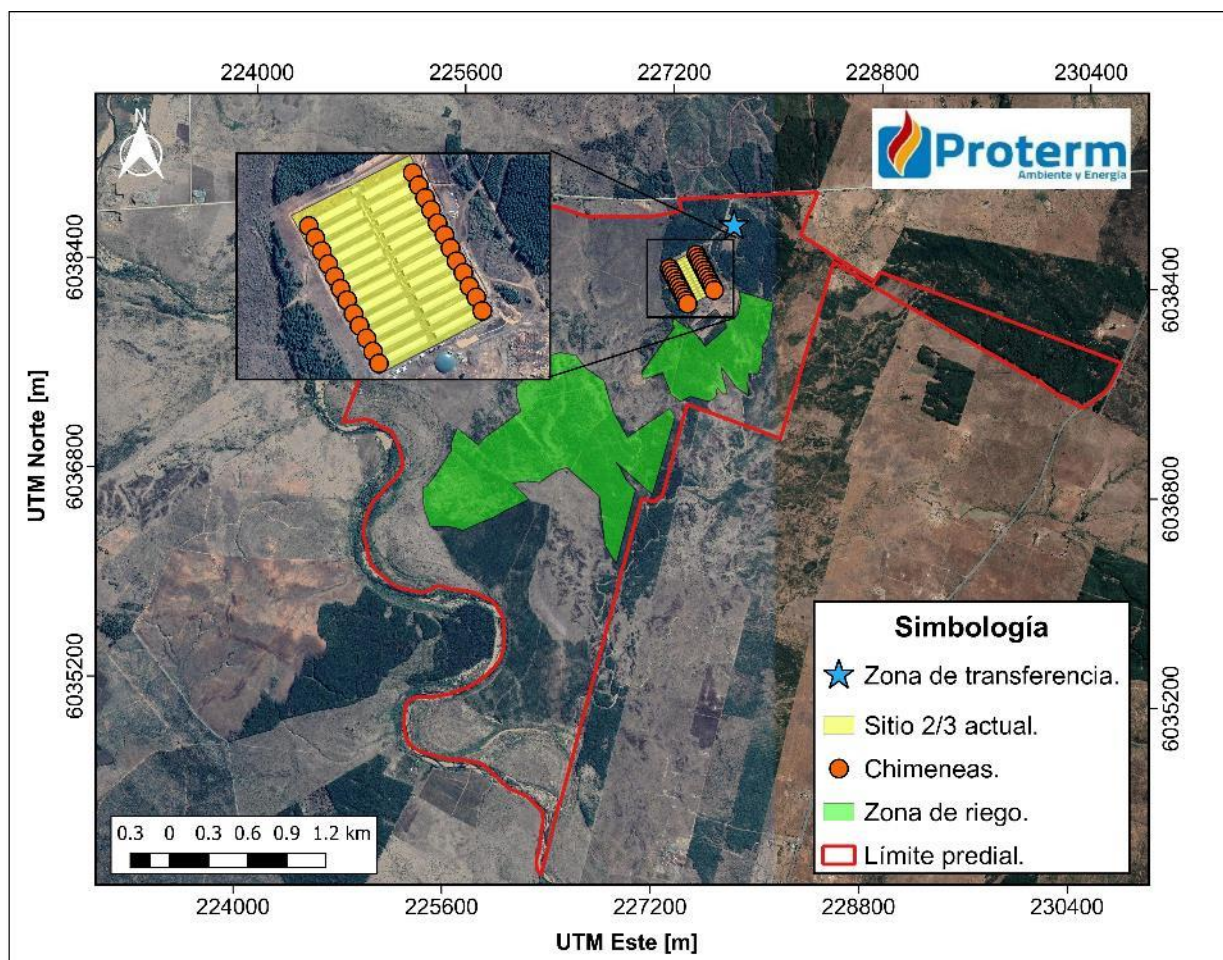 224000 225600 227200 228800 230400
N
Proterm
Ambiente y Energía
6038400
6038400
UTM Norte [m]
6036800
6036800
Simbología
Zona de transferencia.
6035200
6035200
Sitio 2/3 actual.
Chimeneas.
Zona de riego.
0.3 0 0.3 0.6 0.9 1.2 km
Límite predial.
224000 225600 227200 228800 230400
UTM Este [m]